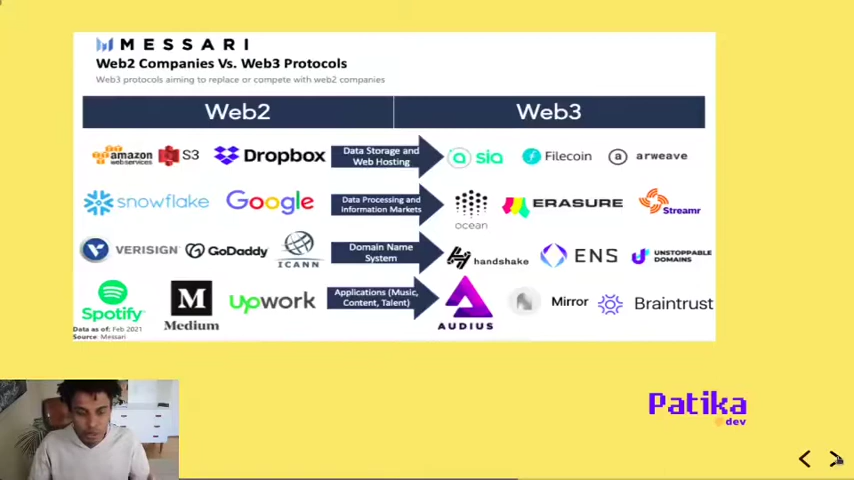 MESSARI
Web2 Companies Vs. Web3 Protocols
Web3 protocols aiming to replace or compete with web2 companies
Web2 Web3
amazon webservices S3 Dropbox Data Storage and Web Hosting sia Filecoin arweave
snowflake Google Data Processing and Information Markets ocean ERASURE Streamr
VERISIGN GoDaddy ICANN Domain Name System handshake ENS UNSTOPPABLE DOMAINS
Spotify Medium upwork Applications (Music, Content, Talent) AUDIUS Mirror Braintrust
Data as of: Feb 2021
Source: Messari
Patika
dev